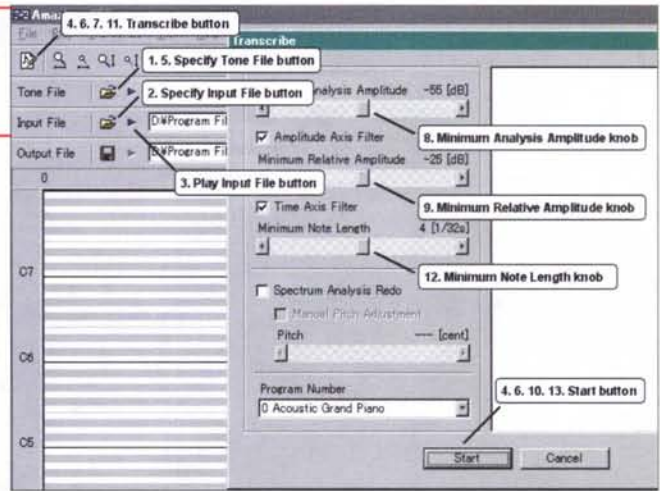 Ama
4. 6. 7. 11. Transcribe button
File
Transcribe
1. 5. Specify Tone File button
Tone File
nalysis Amplitude -55 [dB]
2. Specify Input File button
Input File D:¥Program Fil
Amplitude Axis Filter
8. Minimum Analysis Amplitude knob
Output File D:¥Program Fil
Minimum Relative Amplitude -25 [dB]
0
3. Play Input File button
Time Axis Filter
9. Minimum Relative Amplitude knob
Minimum Note Length 4 [1/32s]
C7
12. Minimum Note Length knob
Spectrum Analysis Redo
Manual Pitch Adjustment
Pitch --- [cent]
C6
Program Number
4. 6. 10. 13. Start button
0 Acoustic Grand Piano
C5
Start Cancel